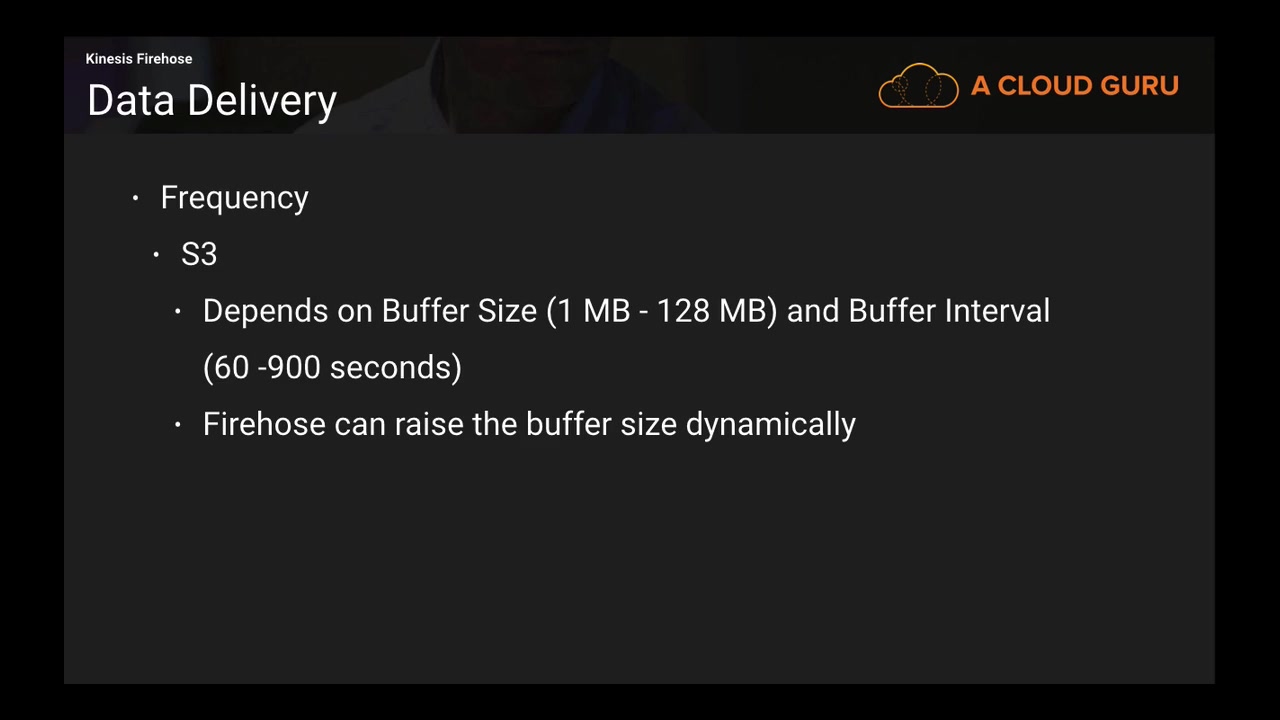 Kinesis Firehose
Data Delivery
A CLOUD GURU
• Frequency
• S3
• Depends on Buffer Size (1 MB - 128 MB) and Buffer Interval
(60 -900 seconds)
• Firehose can raise the buffer size dynamically